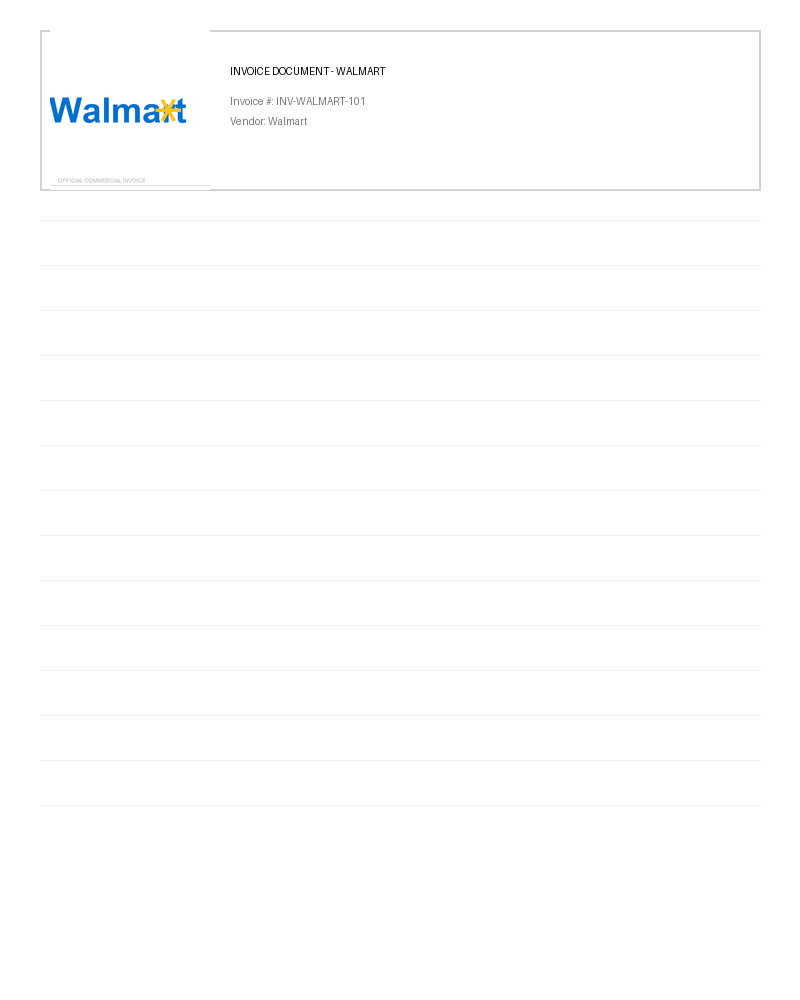 INVOICE DOCUMENT - WALMART
Walmart
Invoice #: INV-WALMART-101
Vendor: Walmart
OFFICIAL COMMERCIAL INVOICE